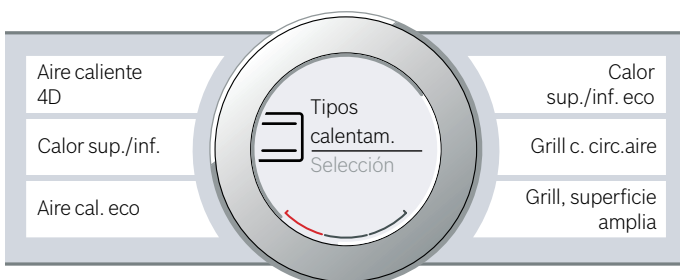 Aire caliente
4D
Calor sup./inf.
Aire cal. eco
Tipos
calentam.
Selección
Calor
sup./inf. eco
Grill c. circ.aire
Grill, superficie
amplia